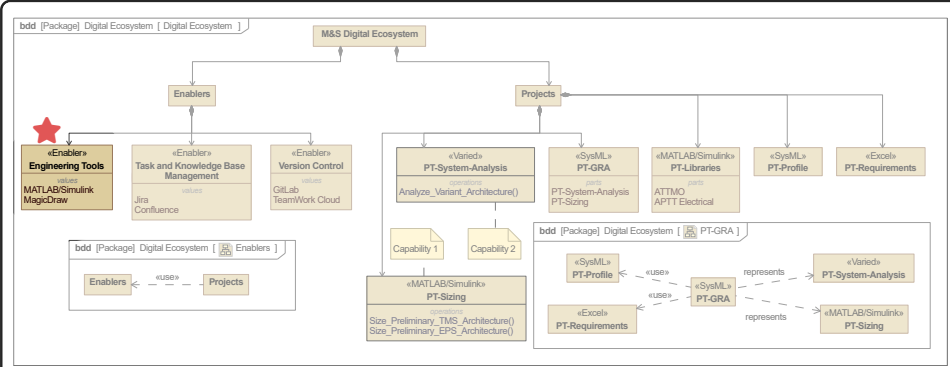 bdd [Package] Digital Ecosystem [ Digital Ecosystem ]
M&S Digital Ecosystem
Enablers
Projects
«Enabler»
Engineering Tools
values
MATLAB/Simulink
MagicDraw
«Enabler»
Task and Knowledge Base
Management
values
Jira
Confluence
«Enabler»
Version Control
values
GitLab
TeamWork Cloud
«Varied»
PT-System-Analysis
operations
Analyze_Variant_Architecture()
«SysML»
PT-GRA
parts
PT-System-Analysis
PT-Sizing
«MATLAB/Simulink»
PT-Libraries
parts
ATTMO
APTT Electrical
«SysML»
PT-Profile
«Excel»
PT-Requirements
Capability 1
Capability 2
«MATLAB/Simulink»
PT-Sizing
operations
Size_Preliminary_TMS_Architecture()
Size_Preliminary_EPS_Architecture()
bdd [Package] Digital Ecosystem [ Enablers ]
Enablers
«use»
Projects
bdd [Package] Digital Ecosystem [ PT-GRA ]
«SysML»
PT-Profile
«use»
«Excel»
PT-Requirements
«use»
«SysML»
PT-GRA
represents
«Varied»
PT-System-Analysis
represents
«MATLAB/Simulink»
PT-Sizing